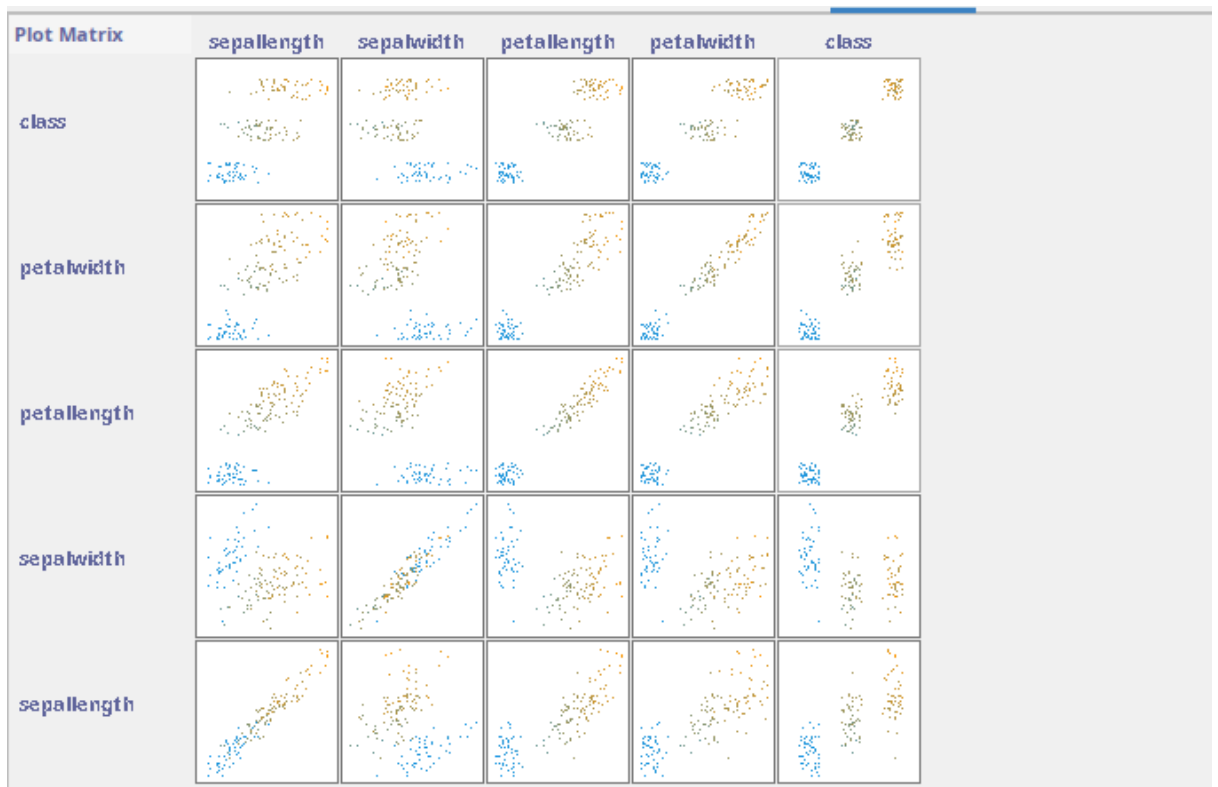 Plot Matrix
sepallength sepalwidth petallength petalwidth class
class
petalwidth
petallength
sepalwidth
sepallength